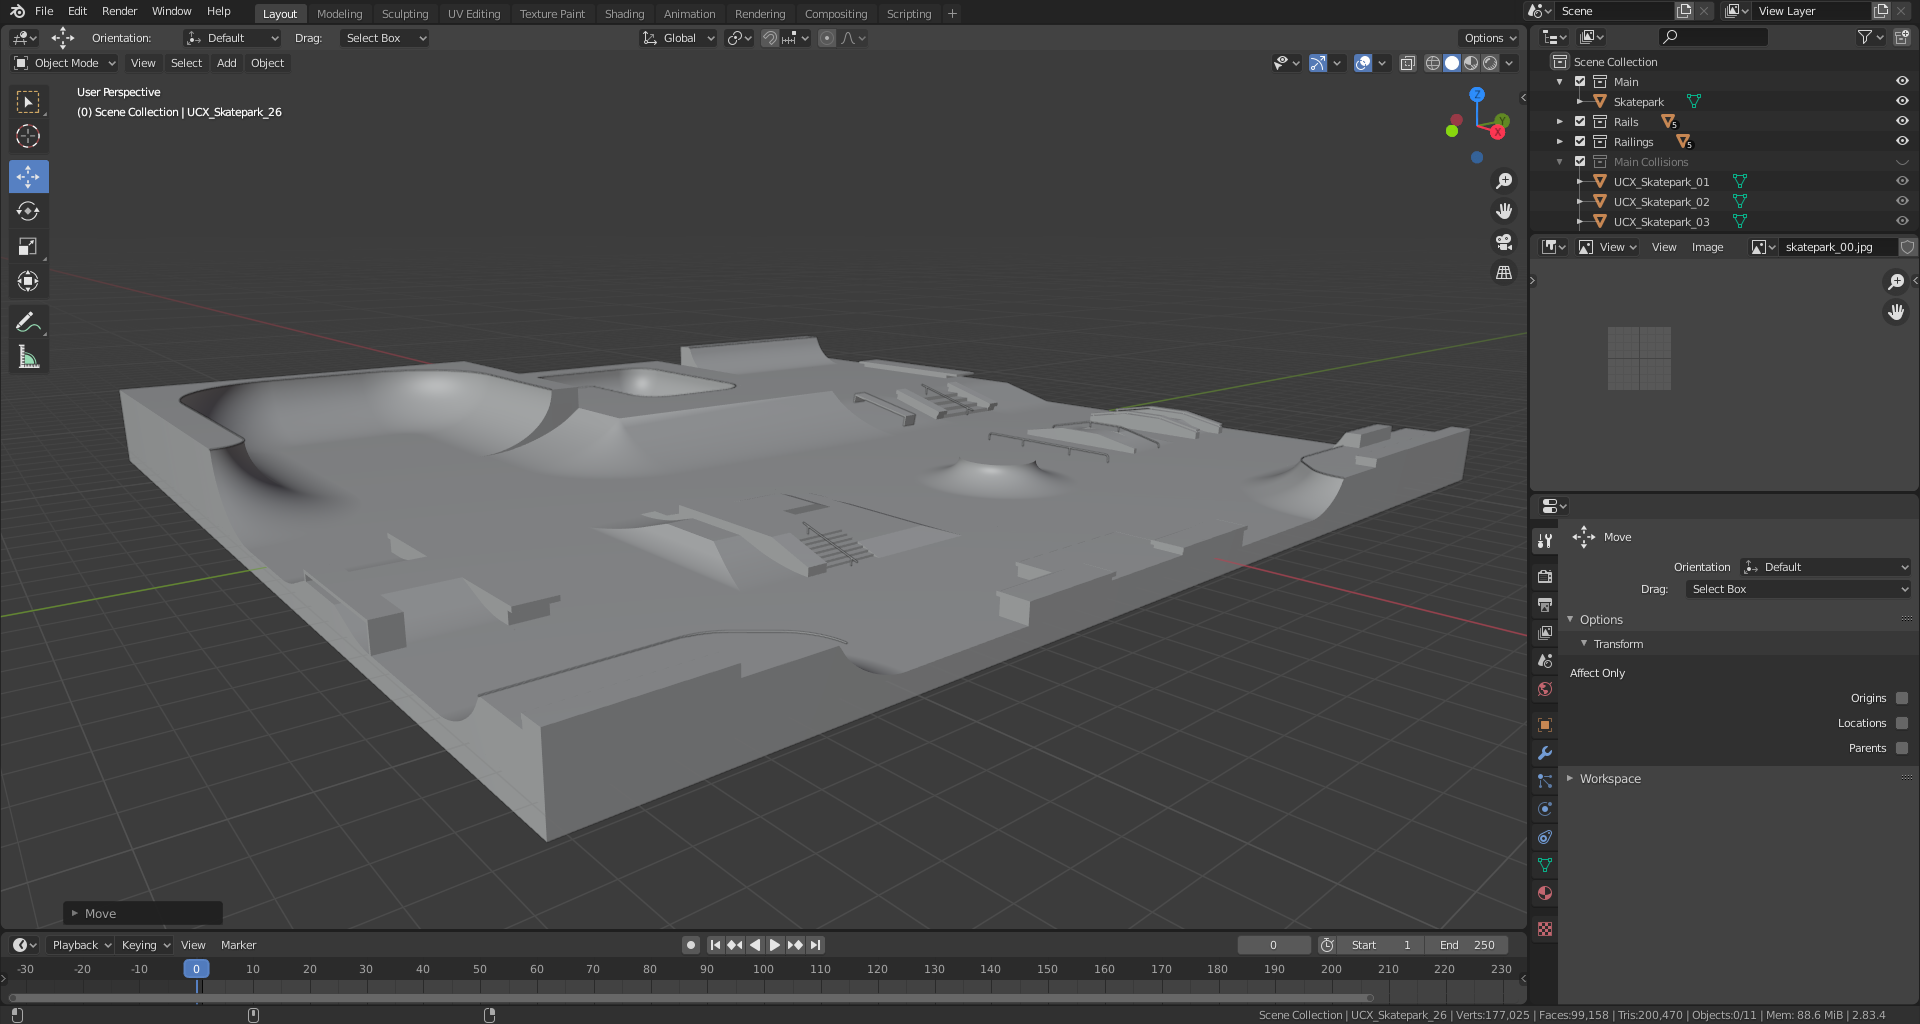 File Edit Render Window Help Layout Modeling Sculpting UV Editing Texture Paint Shading Animation Rendering Compositing Scripting + Scene View Layer
Orientation: Default Drag: Select Box Global Options
Object Mode View Select Add Object
User Perspective
(0) Scene Collection | UCX_Skatepark_26
Z
Y
X
Scene Collection
Main
Skatepark
Rails 5
Railings 5
Main Collisions
UCX_Skatepark_01
UCX_Skatepark_02
UCX_Skatepark_03
View View Image skatepark_00.jpg
Move
Orientation Default
Drag: Select Box
Options
Transform
Affect Only
Origins
Locations
Parents
Workspace
Move
Playback Keying View Marker 0 Start 1 End 250
-30 -20 -10 0 10 20 30 40 50 60 70 80 90 100 110 120 130 140 150 160 170 180 190 200 210 220 230
Scene Collection | UCX_Skatepark_26 | Verts:177,025 | Faces:99,158 | Tris:200,470 | Objects:0/11 | Mem: 88.6 MiB | 2.83.4